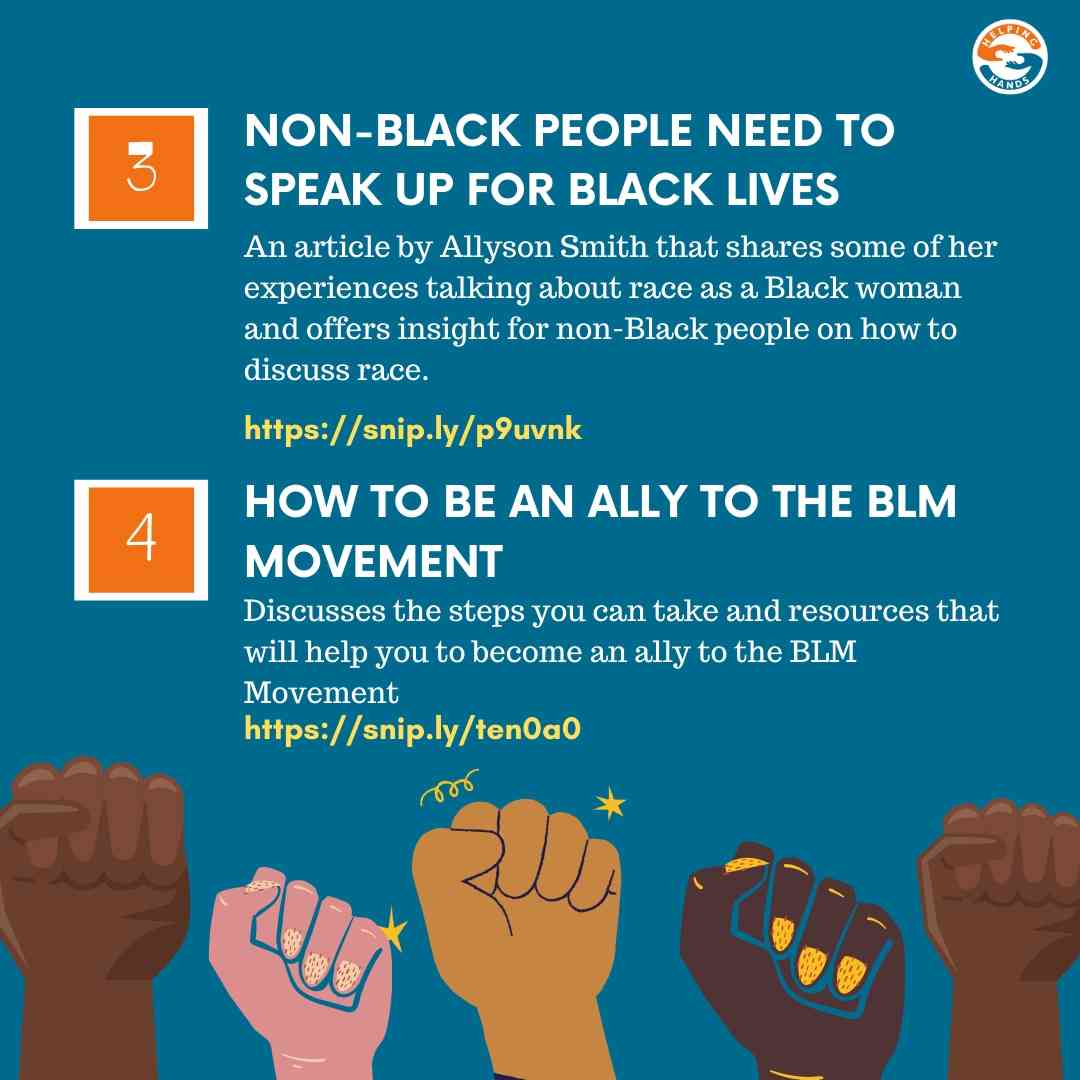 HELPING
HANDS
3
NON-BLACK PEOPLE NEED TO
SPEAK UP FOR BLACK LIVES
An article by Allyson Smith that shares some of her
experiences talking about race as a Black woman
and offers insight for non-Black people on how to
discuss race.
https://snip.ly/p9uvnk
4
HOW TO BE AN ALLY TO THE BLM
MOVEMENT
Discusses the steps you can take and resources that
will help you to become an ally to the BLM
Movement
https://snip.ly/ten0a0